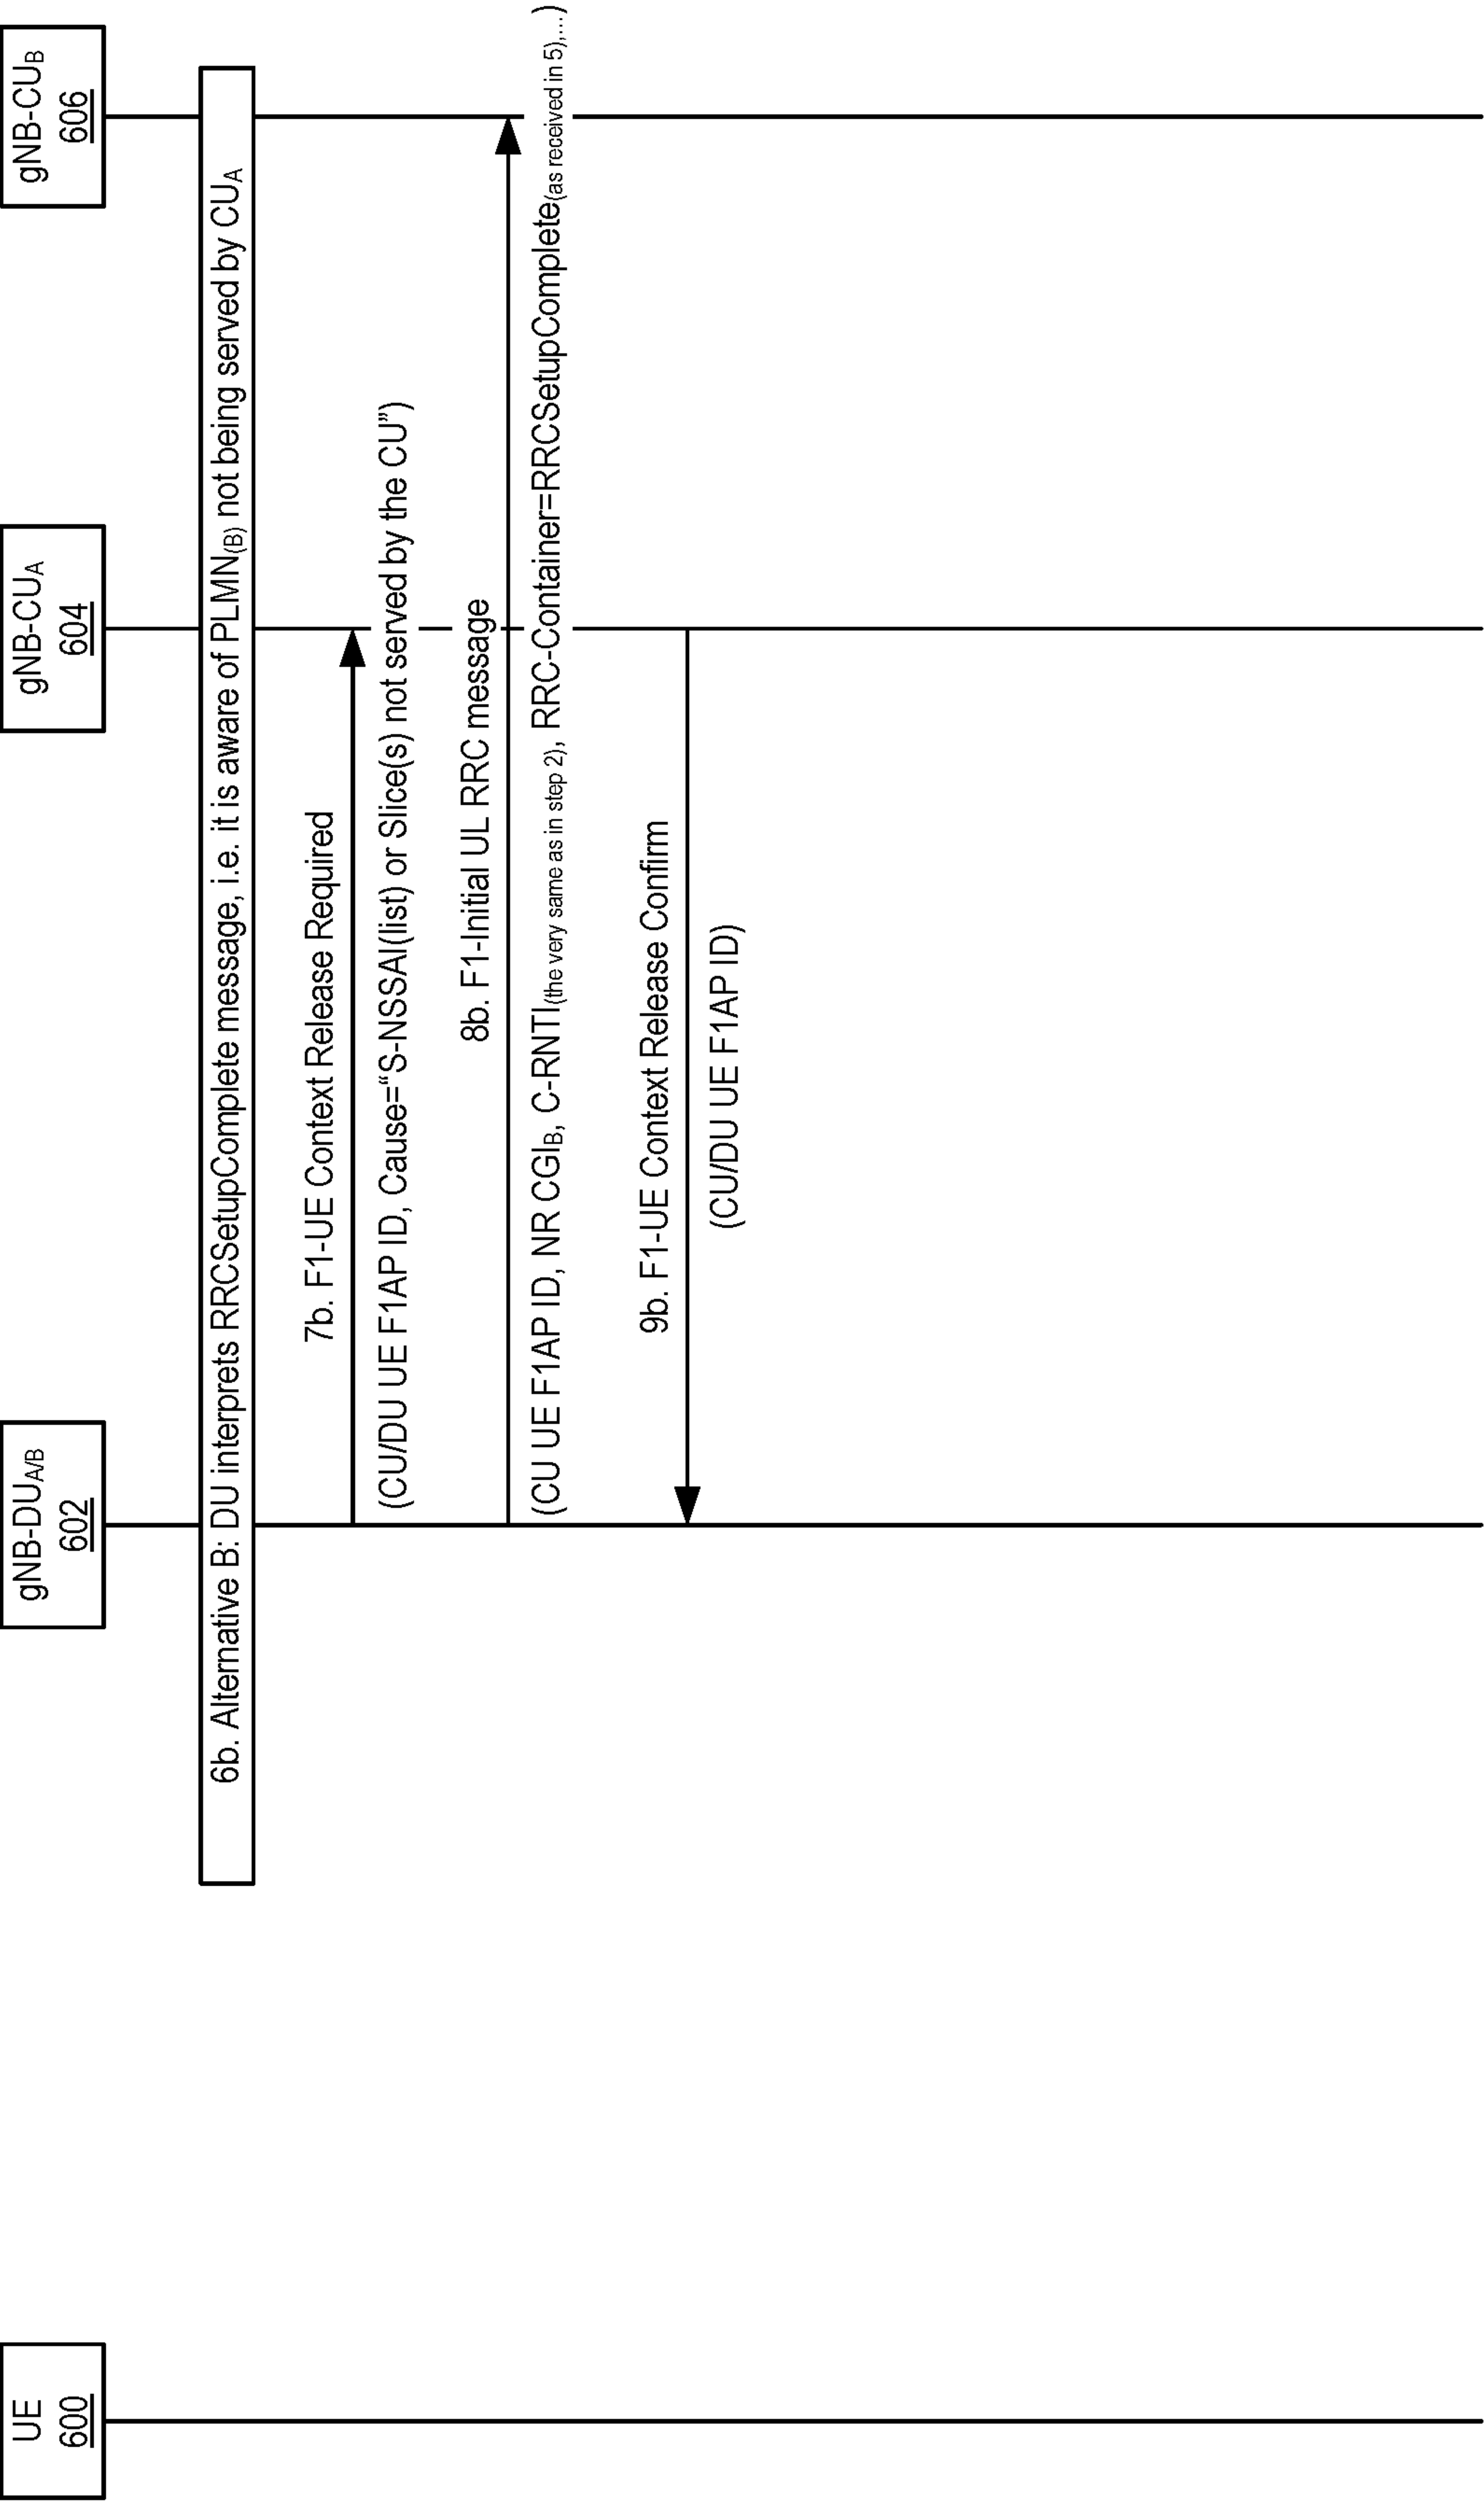 UE
600
gNB-DUA/B
602
gNB-CUA
604
gNB-CUB
606
6b. Alternative B: DU interprets RRCSetupComplete message, i.e. it is aware of PLMN(B) not being served by CUA
7b. F1-UE Context Release Required
(CU/DU UE F1AP ID, Cause=“S-NSSAI(list) or Slice(s) not served by the CU”)
8b. F1-Initial UL RRC message
(CU UE F1AP ID, NR CGIB, C-RNTI(the very same as in step 2), RRC-Container=RRCSetupComplete(as received in 5),...)
9b. F1-UE Context Release Confirm
(CU/DU UE F1AP ID)